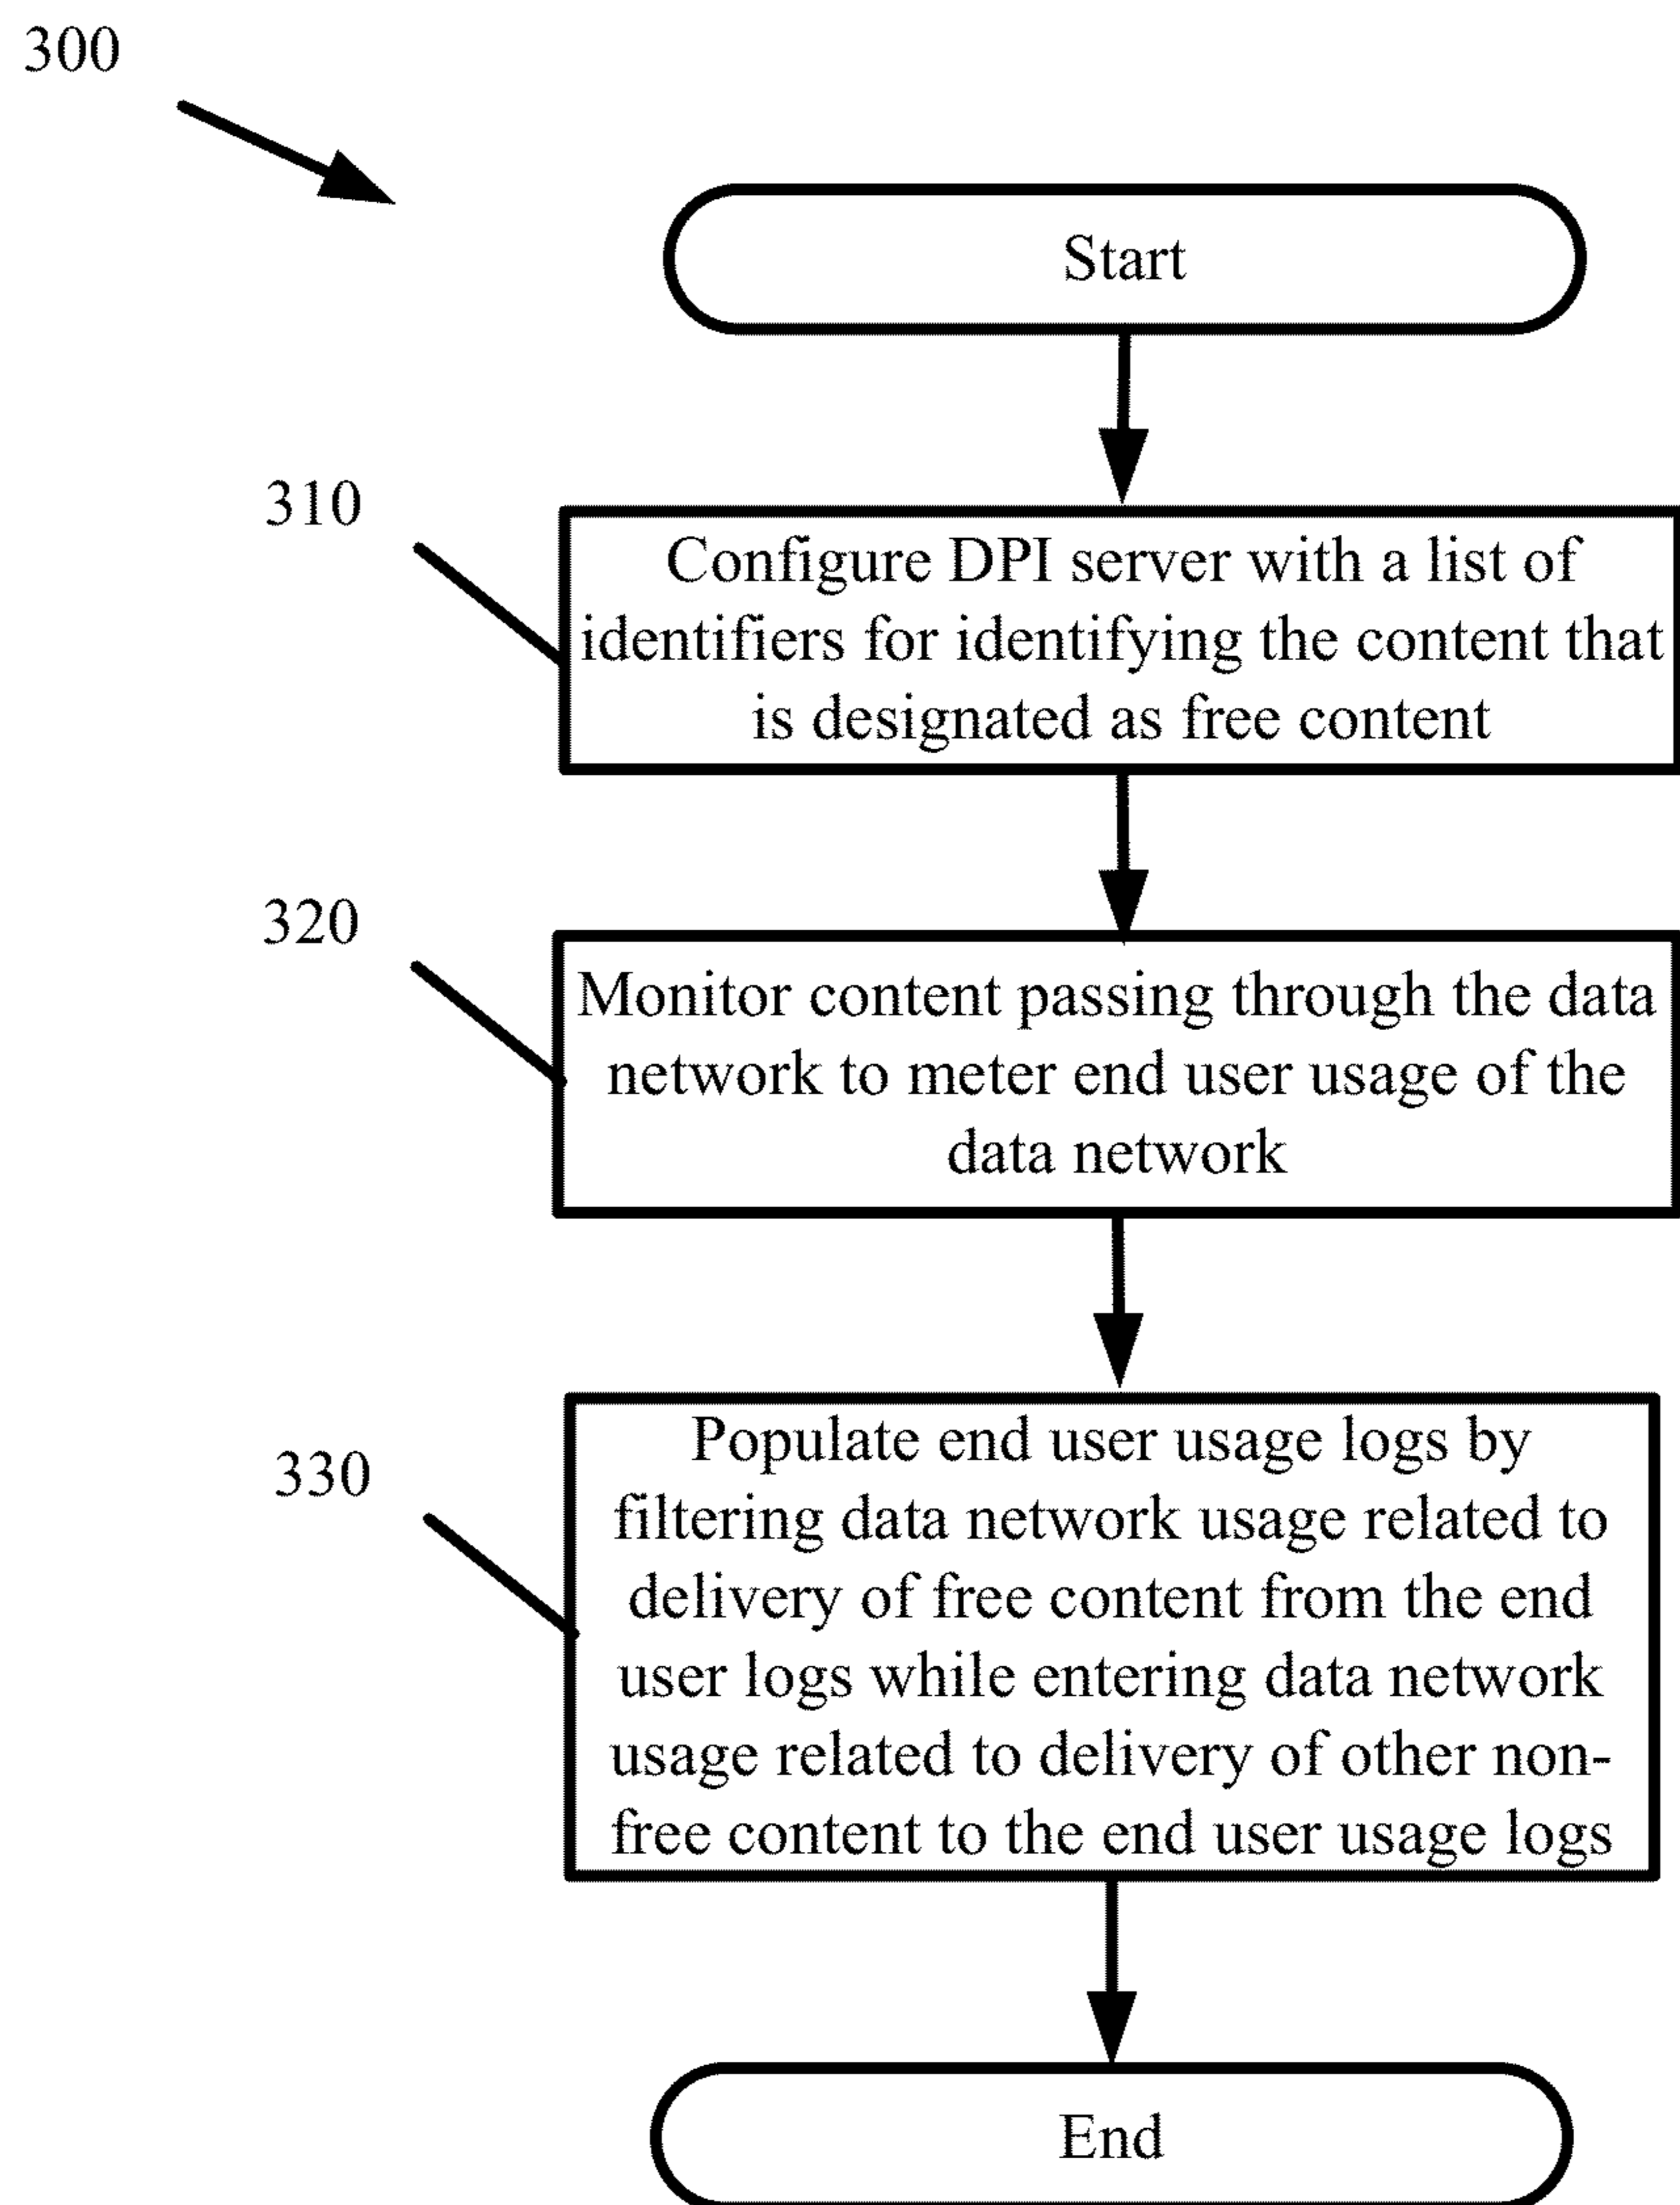 300
Start
310
Configure DPI server with a list of
identifiers for identifying the content that
is designated as free content
320
Monitor content passing through the data
network to meter end user usage of the
data network
330
Populate end user usage logs by
filtering data network usage related to
delivery of free content from the end
user logs while entering data network
usage related to delivery of other non-
free content to the end user usage logs
End